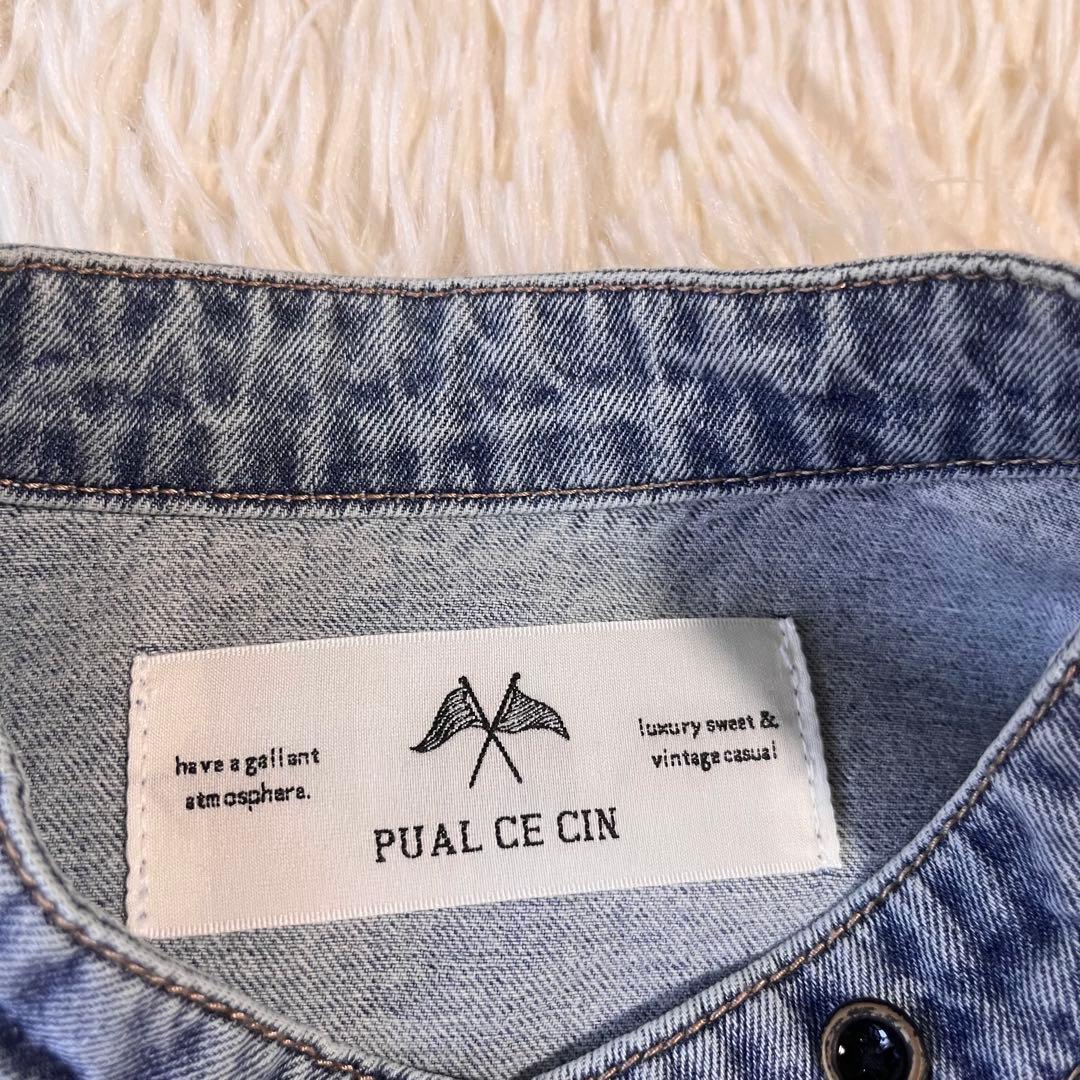 have a gallant
atmosphere.
luxury sweet &
vintage casual
PUAL CE CIN